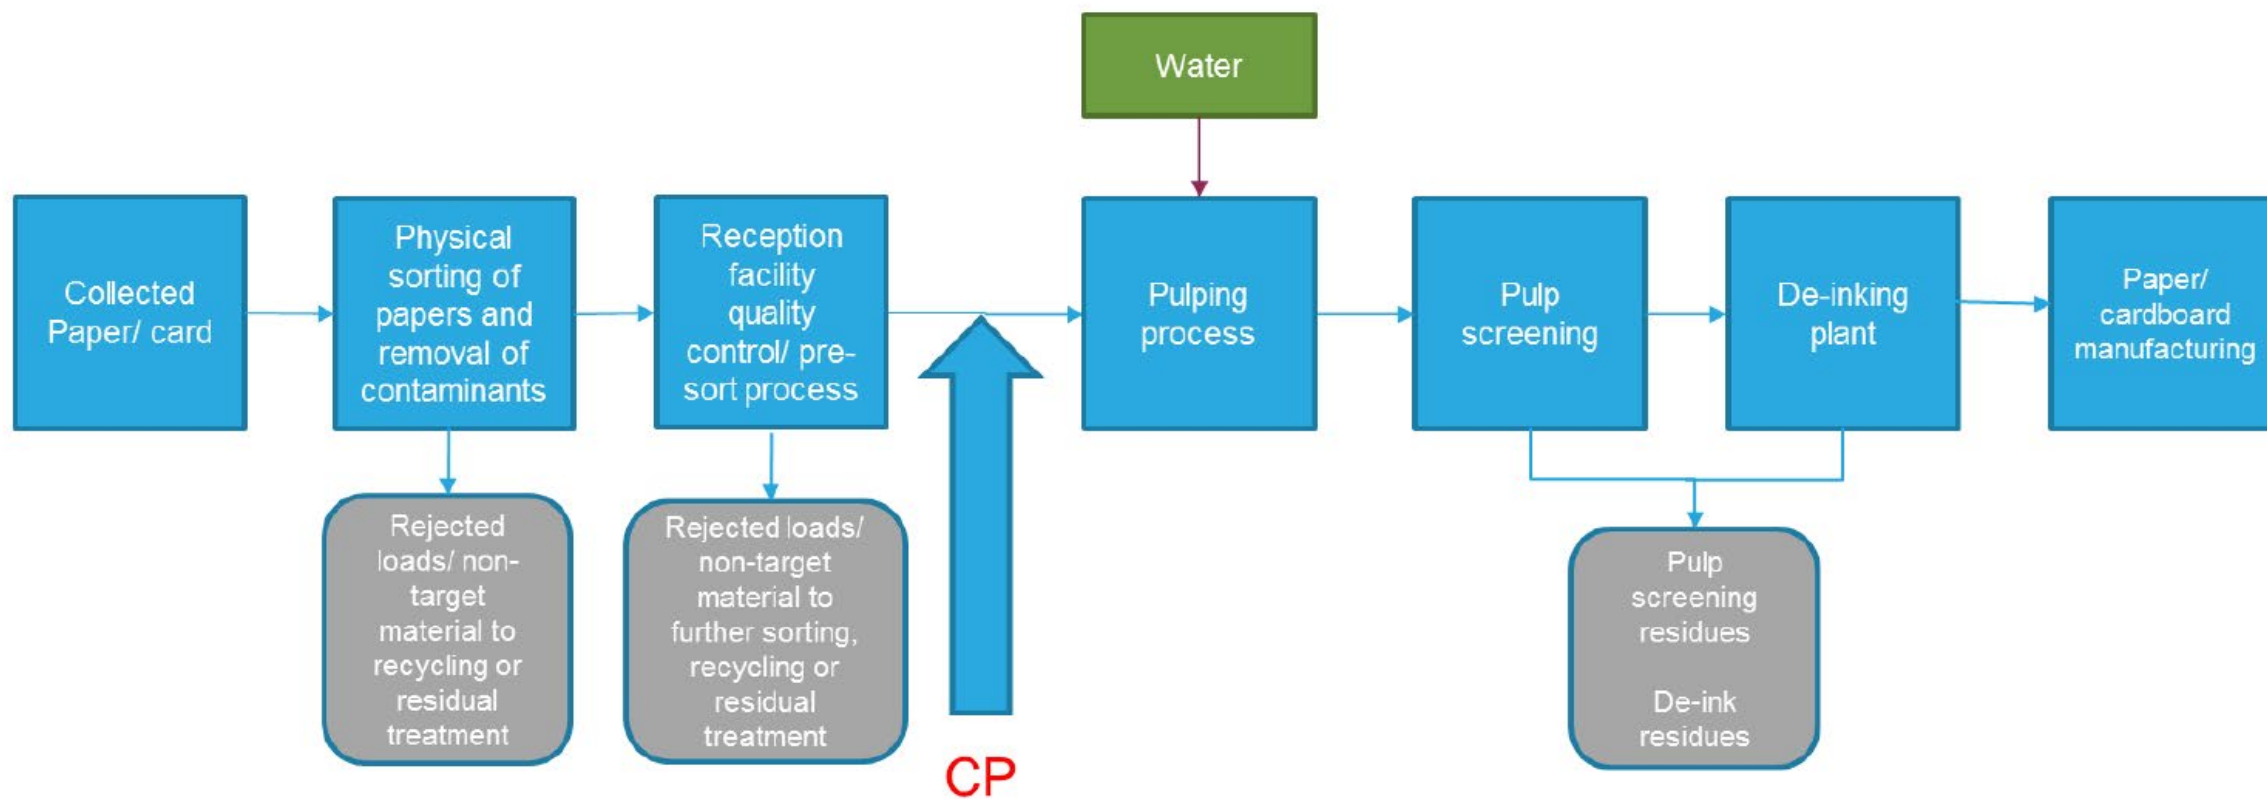 Water
Collected
Paper/ card
Physical
sorting of
papers and
removal of
contaminants
Reception
facility
quality
control/ pre-
sort process
Pulping
process
Pulp
screening
De-inking
plant
Paper/
cardboard
manufacturing
Rejected
loads/ non-
target
material to
recycling or
residual
treatment
Rejected loads/
non-target
material to
further sorting,
recycling or
residual
treatment
CP
Pulp
screening
residues
De-ink
residues